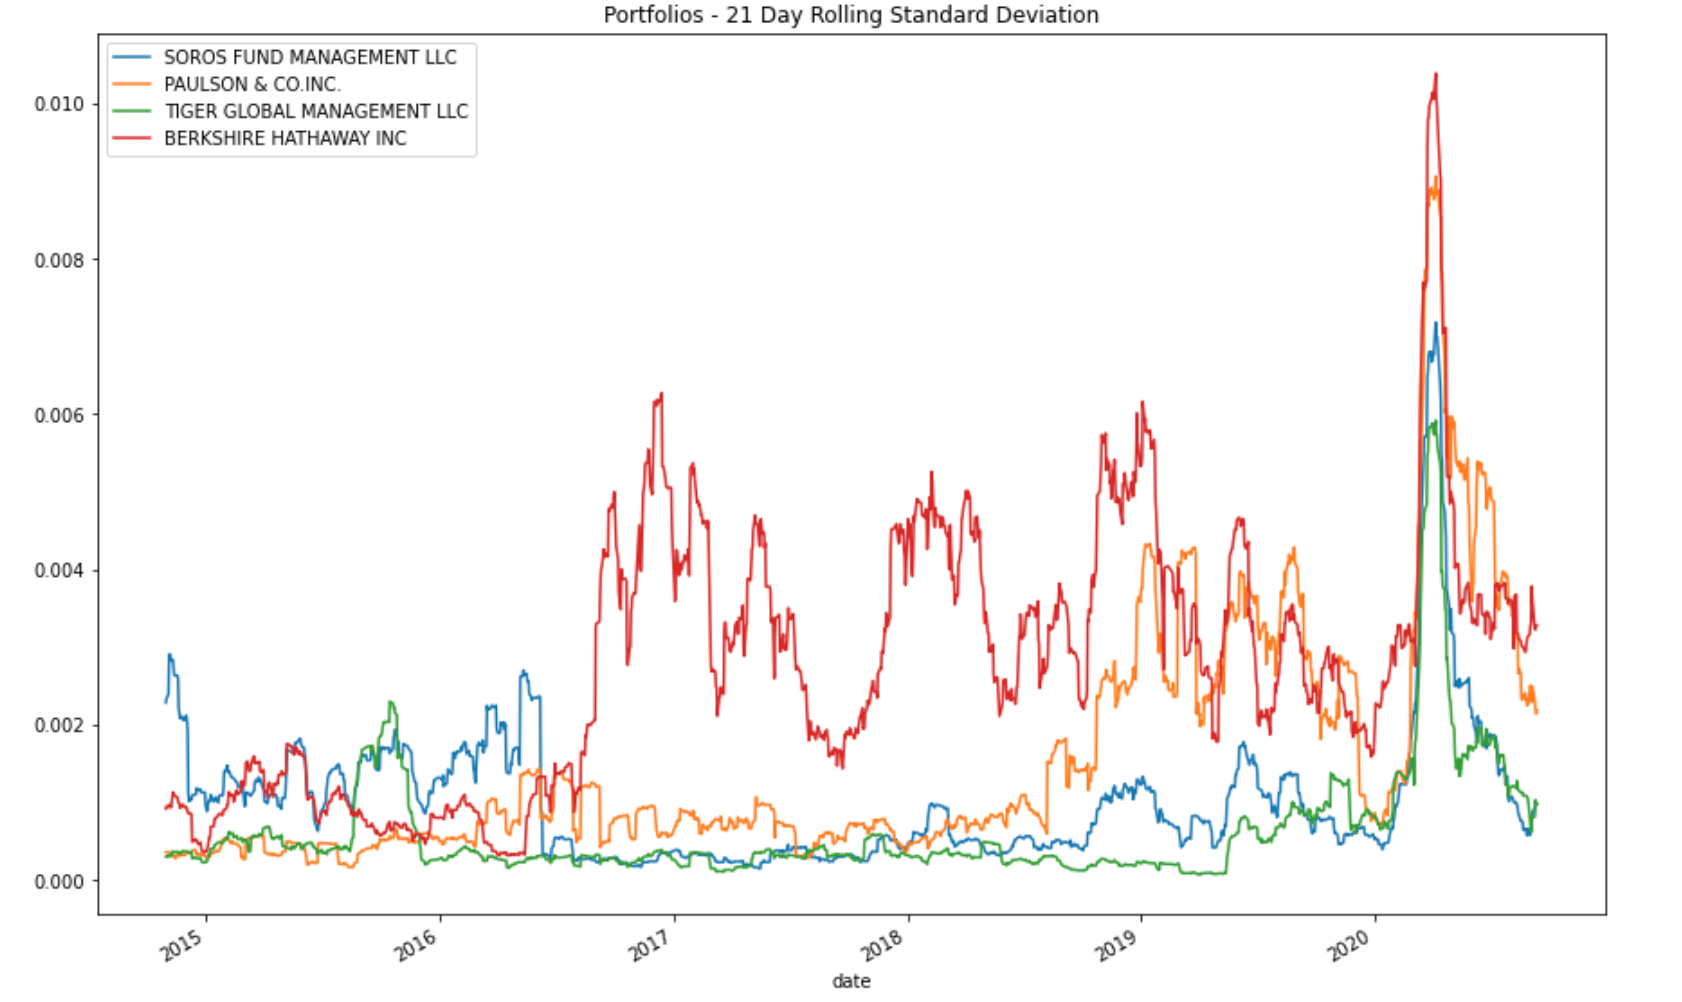 Portfolios - 21 Day Rolling Standard Deviation
SOROS FUND MANAGEMENT LLC
PAULSON & CO.INC.
TIGER GLOBAL MANAGEMENT LLC
BERKSHIRE HATHAWAY INC
0.010
0.008
0.006
0.004
0.002
0.000
2015 2016 2017 2018 2019 2020
date